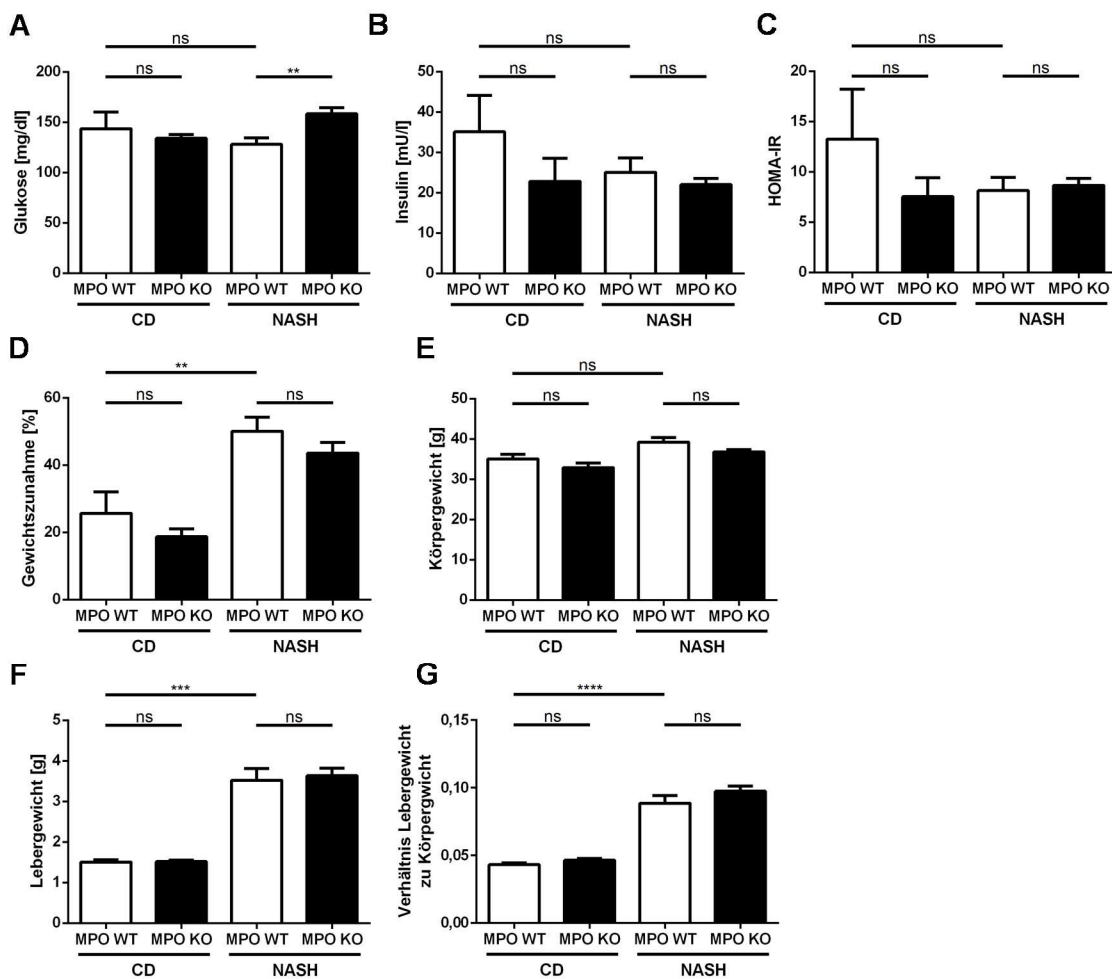 A
ns
ns
**
Glukose [mg/dl]
200
150
100
50
0
MPO WT MPO KO MPO WT MPO KO
CD NASH
B
ns
ns
ns
Insulin [mU/l]
50
40
30
20
10
0
MPO WT MPO KO MPO WT MPO KO
CD NASH
C
ns
ns
ns
HOMA-IR
20
15
10
5
0
MPO WT MPO KO MPO WT MPO KO
CD NASH
D
**
ns
ns
Gewichtszunahme [%]
60
40
20
0
MPO WT MPO KO MPO WT MPO KO
CD NASH
E
ns
ns
ns
Körpergewicht [g]
50
40
30
20
10
0
MPO WT MPO KO MPO WT MPO KO
CD NASH
F
***
ns
ns
Lebergewicht [g]
5
4
3
2
1
0
MPO WT MPO KO MPO WT MPO KO
CD NASH
G
****
ns
ns
Verhältnis Lebergewicht
zu Körpergwicht
0,15
0,10
0,05
0,00
MPO WT MPO KO MPO WT MPO KO
CD NASH